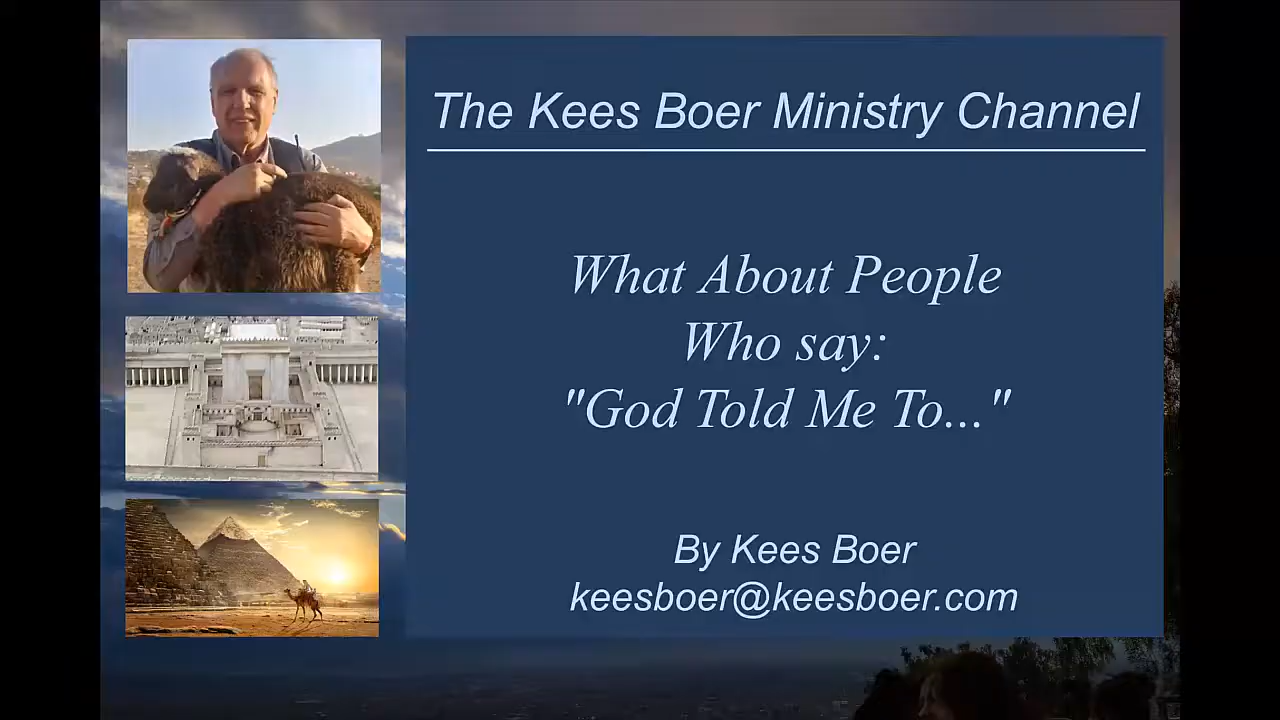 The Kees Boer Ministry Channel
What About People
Who say:
"God Told Me To..."
By Kees Boer
keesboer@keesboer.com